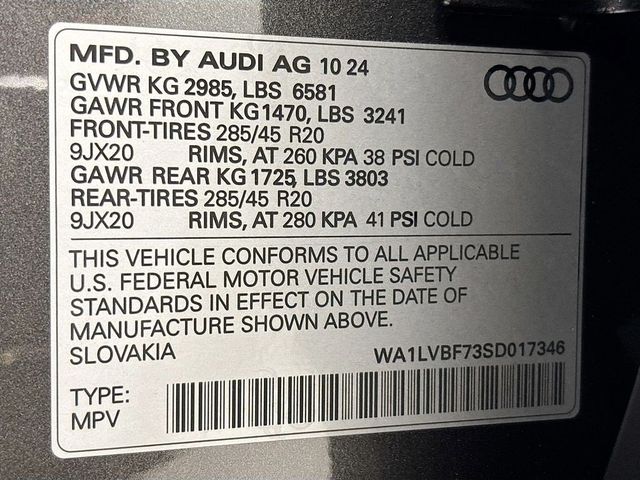 MFD. BY AUDI AG 10 24
GVWR KG 2985, LBS 6581
GAWR FRONT KG1470, LBS 3241
FRONT-TIRES 285/45 R20
9JX20 RIMS, AT 260 KPA 38 PSI COLD
GAWR REAR KG 1725, LBS 3803
REAR-TIRES 285/45 R20
9JX20 RIMS, AT 280 KPA 41 PSI COLD
THIS VEHICLE CONFORMS TO ALL APPLICABLE
U.S. FEDERAL MOTOR VEHICLE SAFETY
STANDARDS IN EFFECT ON THE DATE OF
MANUFACTURE SHOWN ABOVE.
SLOVAKIA WA1LVBF73SD017346
TYPE:
MPV